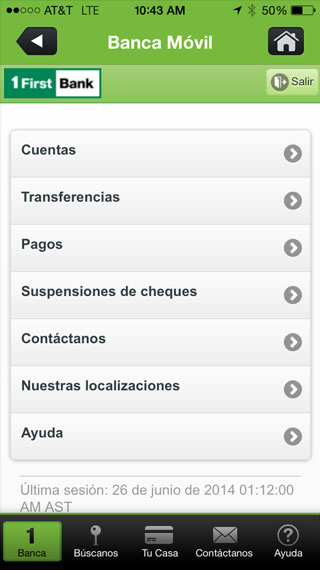 AT&T LTE 10:43 AM 50%
Banca Móvil
1 First Bank
Salir
Cuentas
Transferencias
Pagos
Suspensiones de cheques
Contáctanos
Nuestras localizaciones
Ayuda
Última sesión: 26 de junio de 2014 01:12:00
AM AST
1
Banca Búscanos Tu Casa Contáctanos Ayuda